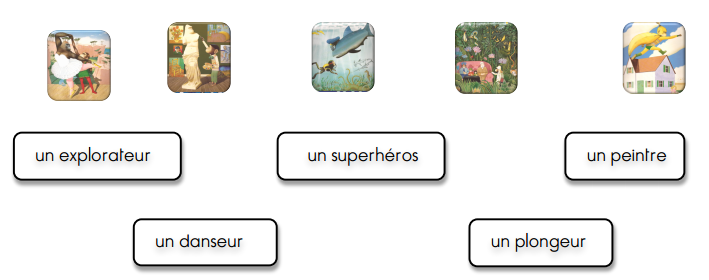 un explorateur
un superhéros
un peintre
un danseur
un plongeur